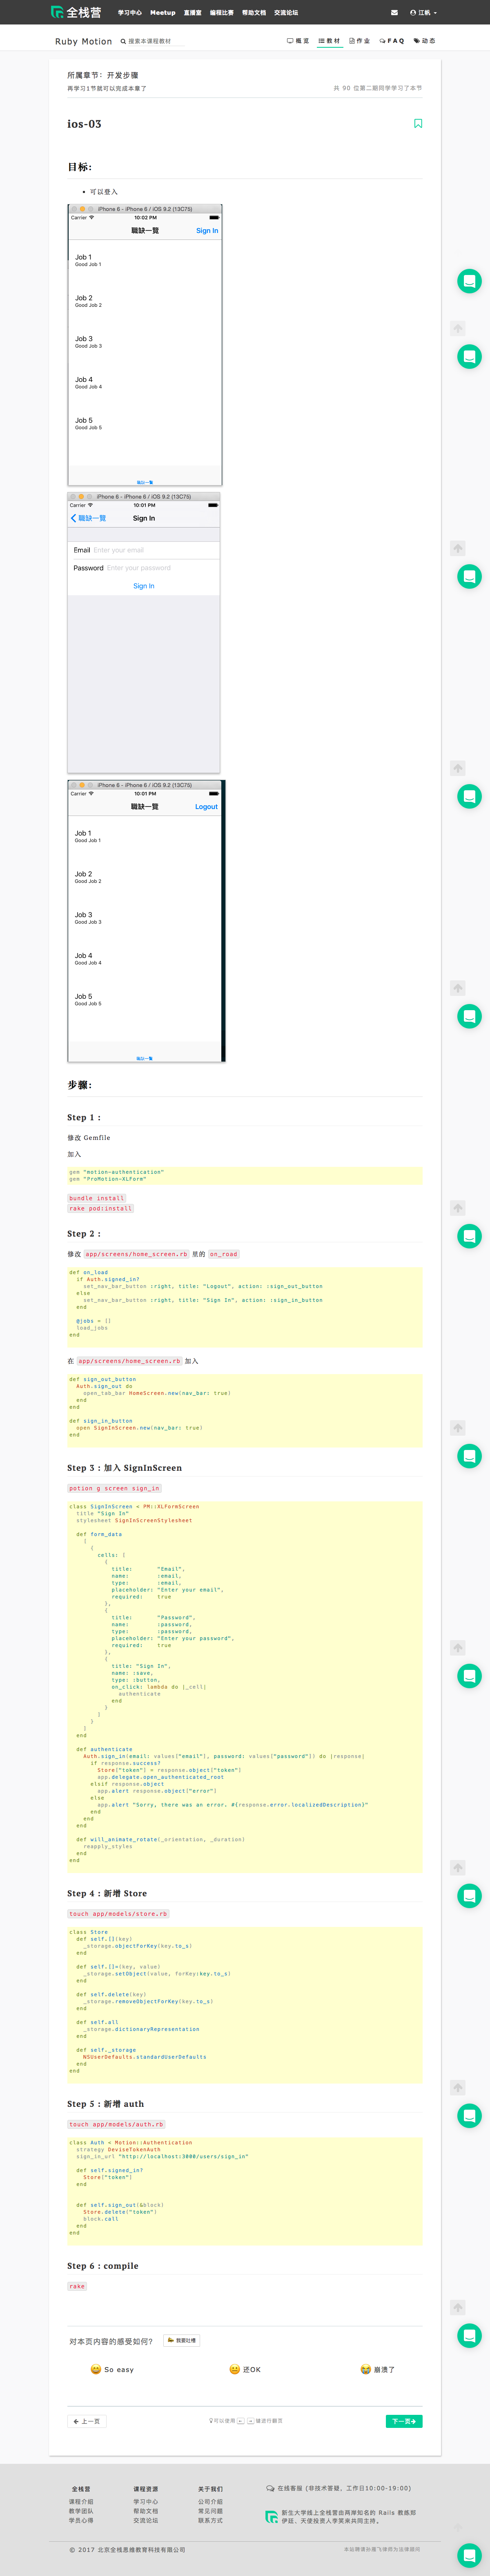 全栈营 学习中心 Meetup 直播室 编程比赛 帮助文档 交流论坛 江帆
Ruby Motion 搜索本课程教材 概览 教材 作业 FAQ 动态
所属章节: 开发步骤
再学习1节就可以完成本章了 共 90 位第二期同学学习了本节
ios-03
目标:
可以登入
iPhone 6 - iPhone 6 / iOS 9.2 (13C75)
Carrier 10:02 PM
職缺一覽 Sign In
Job 1
Good Job 1
Job 2
Good Job 2
Job 3
Good Job 3
Job 4
Good Job 4
Job 5
Good Job 5
職缺一覽
iPhone 6 - iPhone 6 / iOS 9.2 (13C75)
Carrier 10:01 PM
職缺一覽 Sign In
Email Enter your email
Password Enter your password
Sign In
iPhone 6 - iPhone 6 / iOS 9.2 (13C75)
Carrier 10:01 PM
職缺一覽 Logout
Job 1
Good Job 1
Job 2
Good Job 2
Job 3
Good Job 3
Job 4
Good Job 4
Job 5
Good Job 5
職缺一覽
步骤:
Step 1 :
修改 Gemfile
加入
gem "motion-authentication"
gem "ProMotion-XLForm"
bundle install
rake pod:install
Step 2 :
修改 app/screens/home_screen.rb 里的 on_road
def on_load
if Auth.signed_in?
set_nav_bar_button :right, title: "Logout", action: :sign_out_button
else
set_nav_bar_button :right, title: "Sign In", action: :sign_in_button
end
@jobs = []
load_jobs
end
在 app/screens/home_screen.rb 加入
def sign_out_button
Auth.sign_out do
open_tab_bar HomeScreen.new(nav_bar: true)
end
end
def sign_in_button
open SignInScreen.new(nav_bar: true)
end
Step 3 : 加入 SignInScreen
potion g screen sign_in
class SignInScreen < PM::XLFormScreen
title "Sign In"
stylesheet SignInScreenStylesheet
def form_data
[
{
cells: [
{
title: "Email",
name: :email,
type: :email,
placeholder: "Enter your email",
required: true
},
{
title: "Password",
name: :password,
type: :password,
placeholder: "Enter your password",
required: true
},
{
title: "Sign In",
name: :save,
type: :button,
on_click: lambda do |_cell|
authenticate
end
}
]
}
]
end
def authenticate
Auth.sign_in(email: values["email"], password: values["password"]) do |response|
if response.success?
Store["token"] = response.object["token"]
app.delegate.open_authenticated_root
elsif response.object
app.alert response.object["error"]
else
app.alert "Sorry, there was an error. #{response.error.localizedDescription}"
end
end
end
def will_animate_rotate(_orientation, _duration)
reapply_styles
end
end
Step 4 : 新增 Store
touch app/models/store.rb
class Store
def self.[](key)
_storage.objectForKey(key.to_s)
end
def self.[]=(key, value)
_storage.setObject(value, forKey:key.to_s)
end
def self.delete(key)
_storage.removeObjectForKey(key.to_s)
end
def self.all
_storage.dictionaryRepresentation
end
def self._storage
NSUserDefaults.standardUserDefaults
end
end
Step 5 : 新增 auth
touch app/models/auth.rb
class Auth < Motion::Authentication
strategy DeviseTokenAuth
sign_in_url "http://localhost:3000/users/sign_in"
def self.signed_in?
Store["token"]
end
def self.sign_out(&block)
Store.delete("token")
block.call
end
end
Step 6 : compile
rake
对本页内容的感受如何? 我要吐槽
So easy 还OK 崩溃了
上一页 可以使用 ← → 键进行翻页 下一页
全栈营 课程资源 关于我们 在线客服 (非技术答疑, 工作日10:00-19:00)
课程介绍 学习中心 公司介绍
教学团队 帮助文档 常见问题
学员心得 交流论坛 联系方式
新生大学线上全栈营由两岸知名的 Rails 教练郑
伊廷、天使投资人李笑来共同主持。
© 2017 北京全栈思维教育科技有限公司